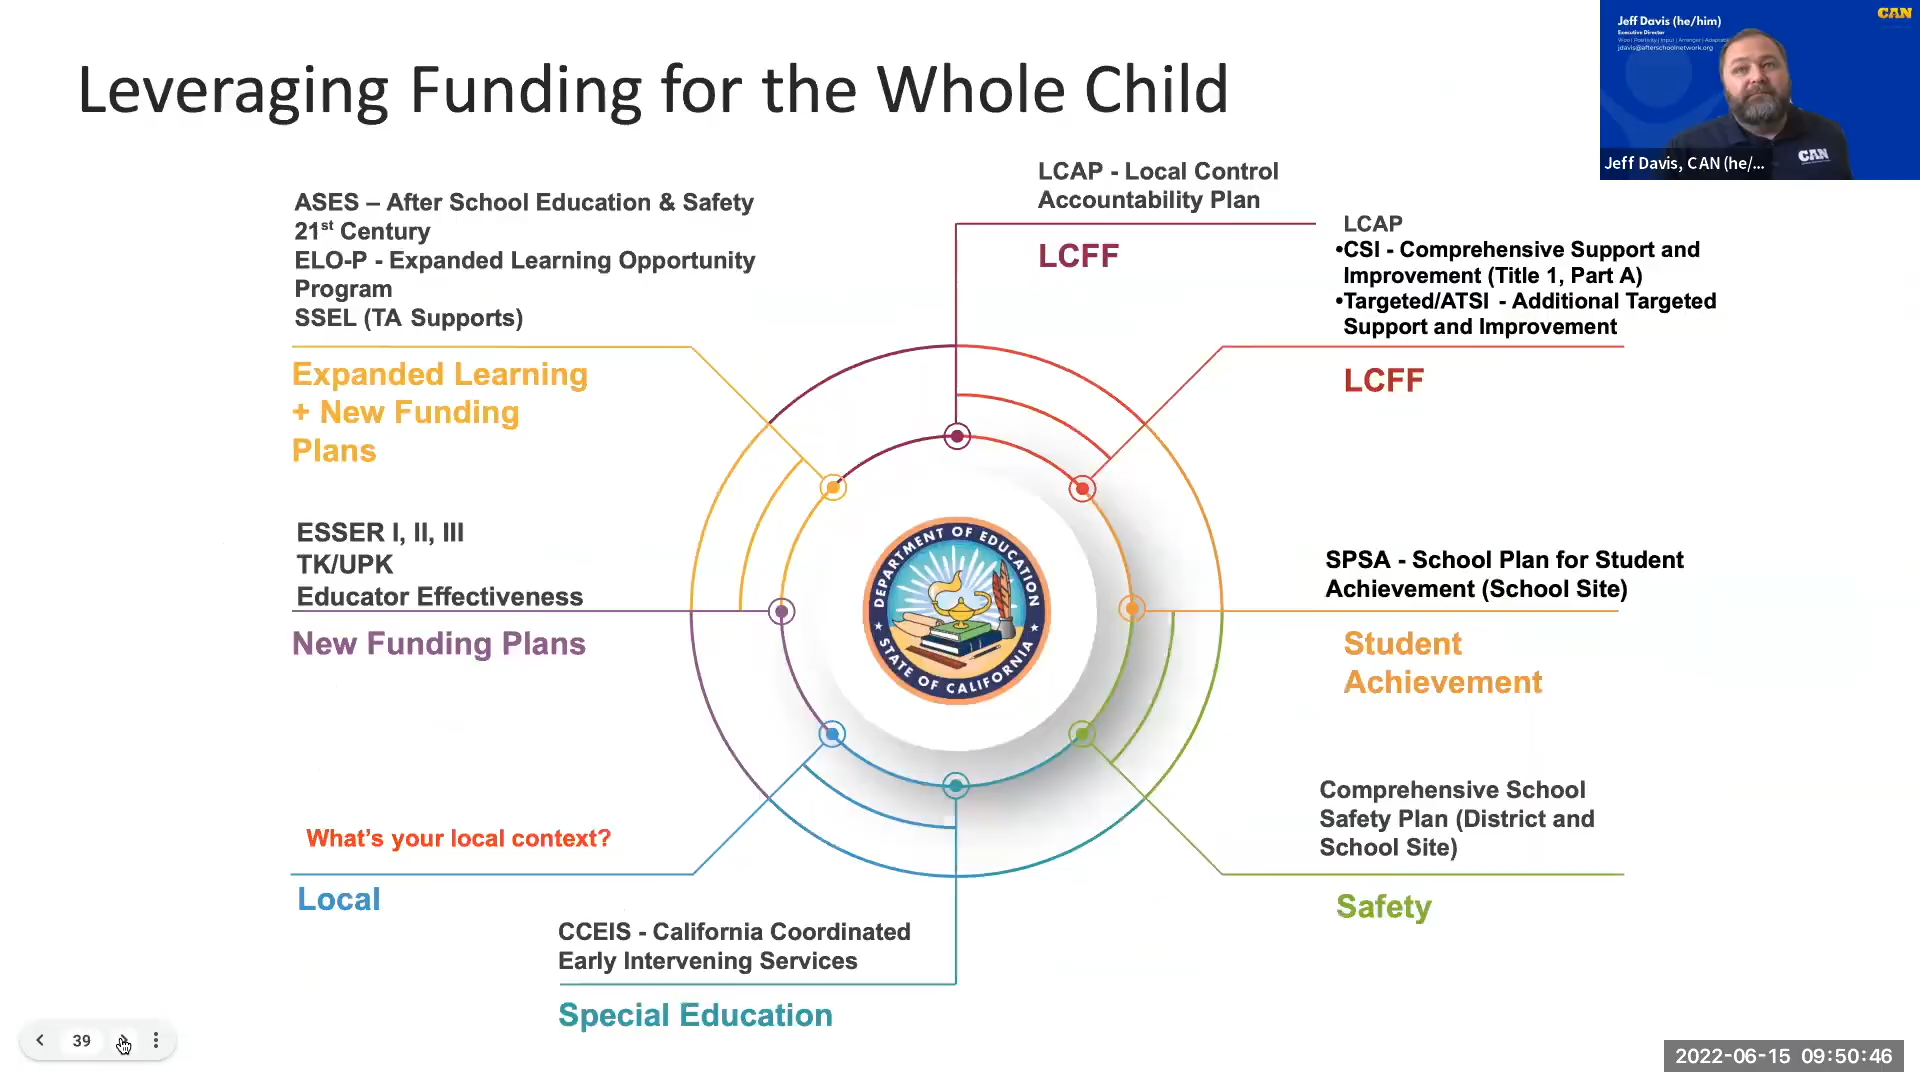 Leveraging Funding for the Whole Child
Jeff Davis (he/him)
Executive Director
jdavis@afterschoolnetwork.org
CAN
CAN
Jeff Davis, CAN (he/...
ASES – After School Education & Safety
21st Century
ELO-P - Expanded Learning Opportunity
Program
SSEL (TA Supports)
Expanded Learning
+ New Funding
Plans
LCAP - Local Control
Accountability Plan
LCFF
LCAP
•CSI - Comprehensive Support and
Improvement (Title 1, Part A)
•Targeted/ATSI - Additional Targeted
Support and Improvement
LCFF
ESSER I, II, III
TK/UPK
Educator Effectiveness
New Funding Plans
DEPARTMENT OF EDUCATION
STATE OF CALIFORNIA
SPSA - School Plan for Student
Achievement (School Site)
Student
Achievement
What's your local context?
Local
Comprehensive School
Safety Plan (District and
School Site)
Safety
CCEIS - California Coordinated
Early Intervening Services
Special Education
39
2022-06-15 09:50:46